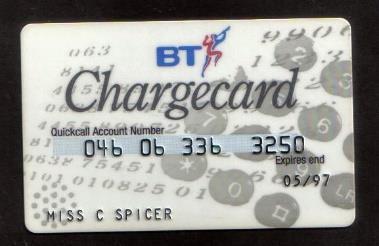 BT
Chargecard
Quickcall Account Number
046 06 336 3250
Expires end
05/97
MISS C SPICER